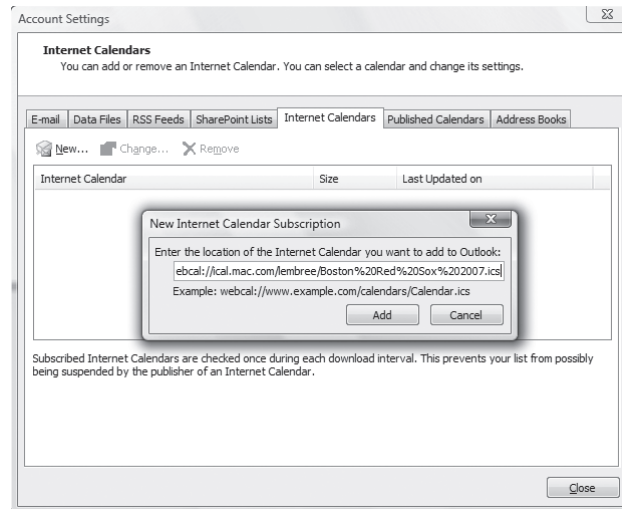 Account Settings
Internet Calendars
You can add or remove an Internet Calendar. You can select a calendar and change its settings.
E-mail Data Files RSS Feeds SharePoint Lists Internet Calendars Published Calendars Address Books
New... Change... Remove
Internet Calendar Size Last Updated on
New Internet Calendar Subscription
Enter the location of the Internet Calendar you want to add to Outlook:
ebcal://ical.mac.com/lembree/Boston%20Red%20Sox%202007.ics
Example: webcal://www.example.com/calendars/Calendar.ics
Add Cancel
Subscribed Internet Calendars are checked once during each download interval. This prevents your list from possibly
being suspended by the publisher of an Internet Calendar.
Close